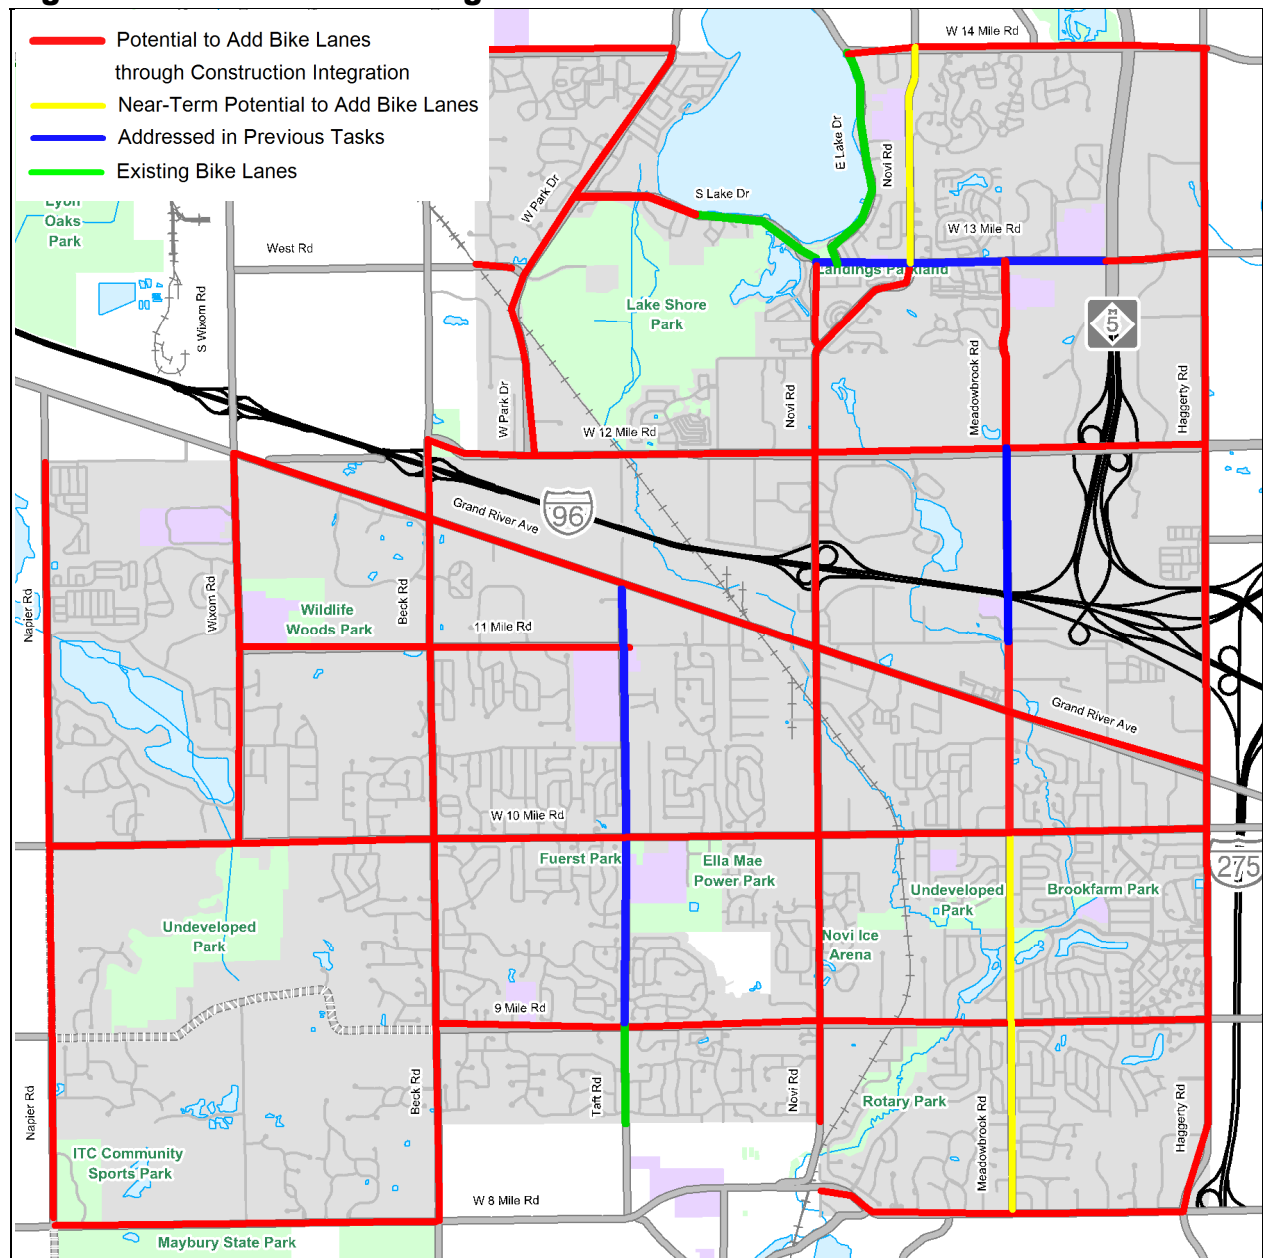 Potential to Add Bike Lanes
through Construction Integration
Near-Term Potential to Add Bike Lanes
Addressed in Previous Tasks
Existing Bike Lanes
W 14 Mile Rd
E Lake Dr
Novi Rd
W Park Dr
S Lake Dr
Lyon
Oaks
Park
West Rd
W 13 Mile Rd
Landings Parkland
S Wixom Rd
Lake Shore
Park
M
5
Meadowbrook Rd
Haggerty Rd
W Park Dr
Novi Rd
W 12 Mile Rd
Grand River Ave
96
Napier Rd
Wixom Rd
Beck Rd
Wildlife
Woods Park
11 Mile Rd
Grand River Ave
W 10 Mile Rd
Fuerst Park
Ella Mae
Power Park
Undeveloped
Park
Brookfarm Park
275
Undeveloped
Park
Novi Ice
Arena
9 Mile Rd
Napier Rd
Beck Rd
Taft Rd
Novi Rd
Rotary Park
Meadowbrook Rd
Haggerty Rd
ITC Community
Sports Park
W 8 Mile Rd
Maybury State Park